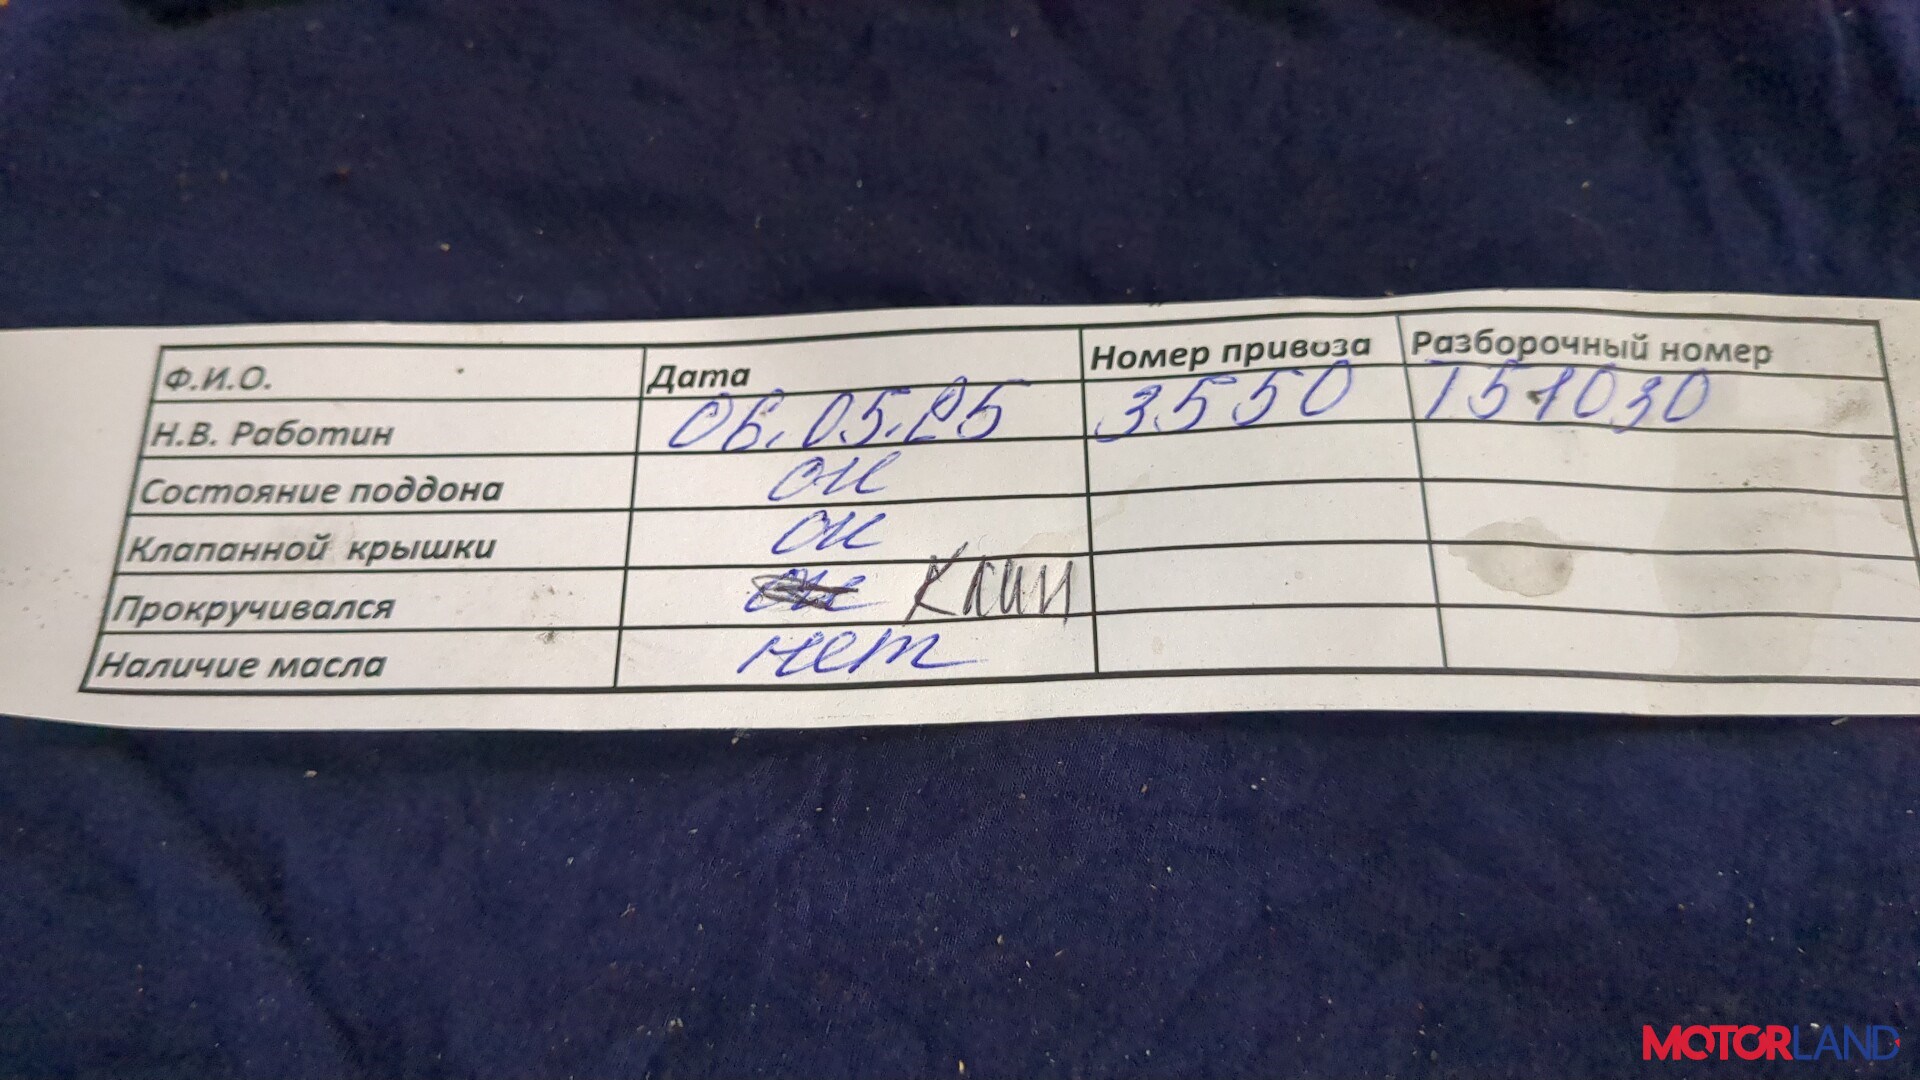 Ф.И.О. Дата Номер привоза Разборочный номер
Н.В. Работин 06.05.25 3550 151030
Состояние поддона ок
Клапанной крышки ок
Прокручивался ок Клин
Наличие масла нет
MOTORLAND